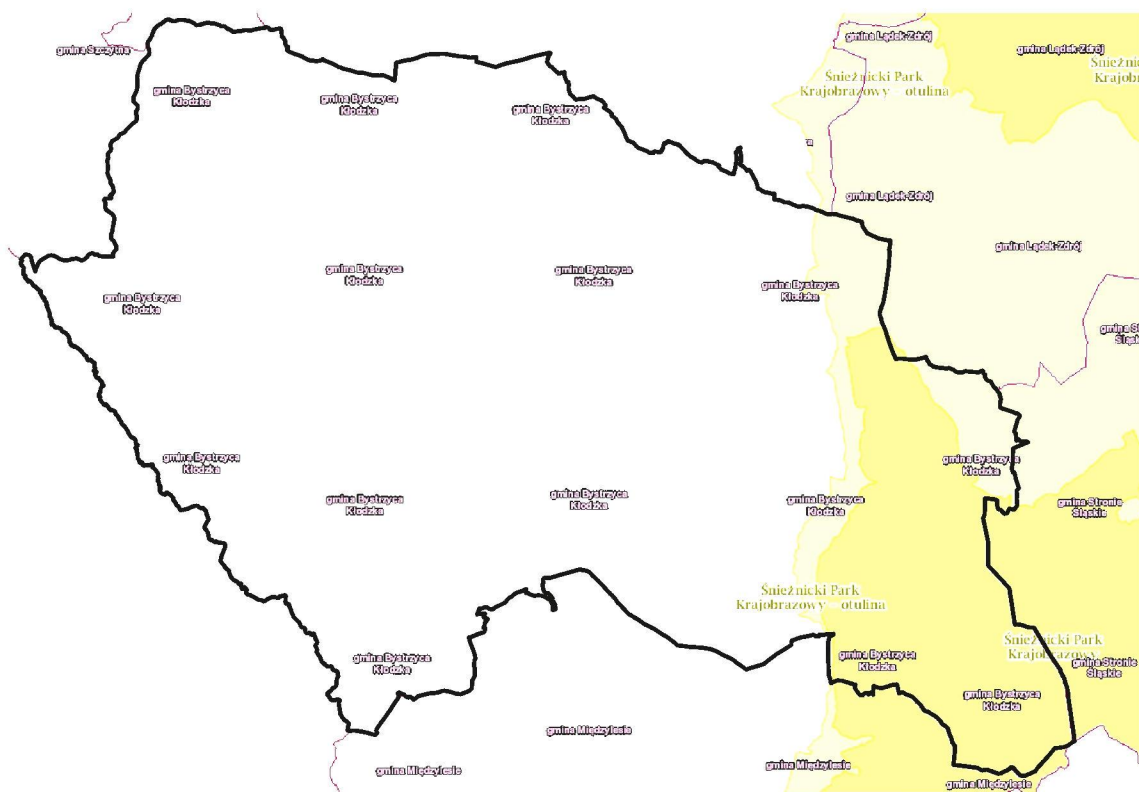 gmina Szczytna
gmina Lądek-Zdrój
gmina Lądek-Zdrój
Śnieżnicki Park
Krajobrazowy – otulina
gmina Bystrzyca
Kłodzka
gmina Bystrzyca
Kłodzka
gmina Bystrzyca
Kłodzka
gmina Lądek-Zdrój
gmina Lądek-Zdrój
gmina Bystrzyca
Kłodzka
gmina Bystrzyca
Kłodzka
gmina Bystrzyca
Kłodzka
gmina Bystrzyca
Kłodzka
gmina Bystrzyca
Kłodzka
gmina Bystrzyca
Kłodzka
gmina Bystrzyca
Kłodzka
gmina Bystrzyca
Kłodzka
gmina Bystrzyca
Kłodzka
gmina Stronie
Śląskie
Śnieżnicki Park
Krajobrazowy – otulina
Śnieżnicki Park
Krajobrazowy
gmina Bystrzyca
Kłodzka
gmina Bystrzyca
Kłodzka
gmina Stronie
Śląskie
gmina Bystrzyca
Kłodzka
gmina Międzylesie
gmina Międzylesie
gmina Międzylesie
gmina Międzylesie